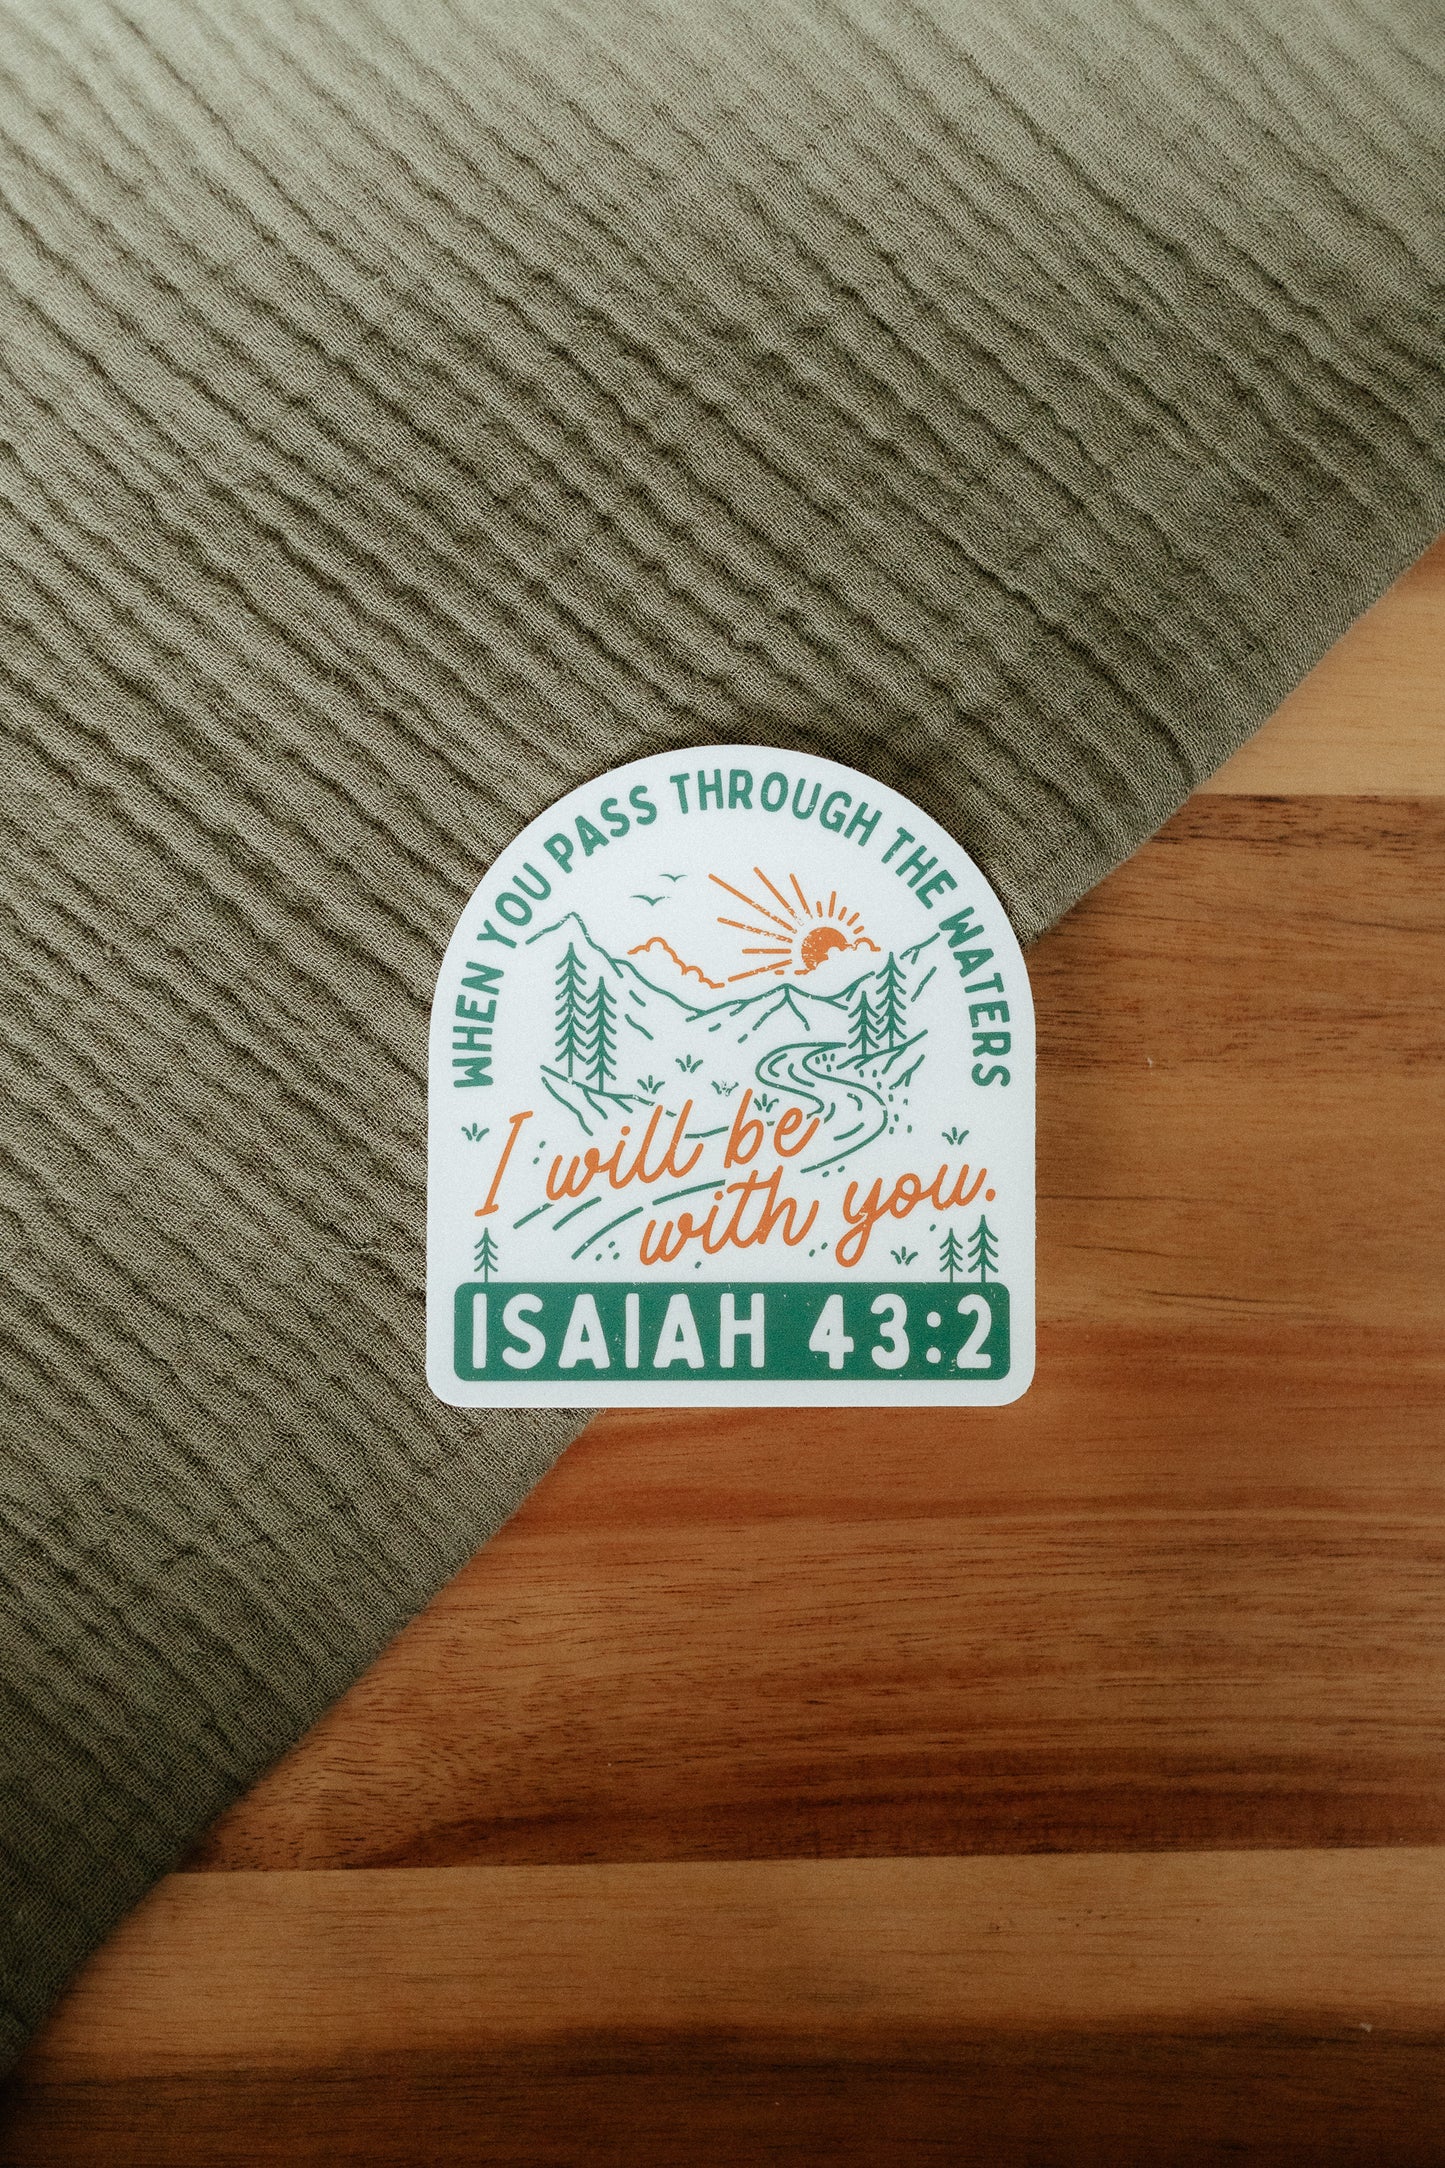 WHEN YOU PASS THROUGH THE WATERS
I will be
with you.
ISAIAH 43:2